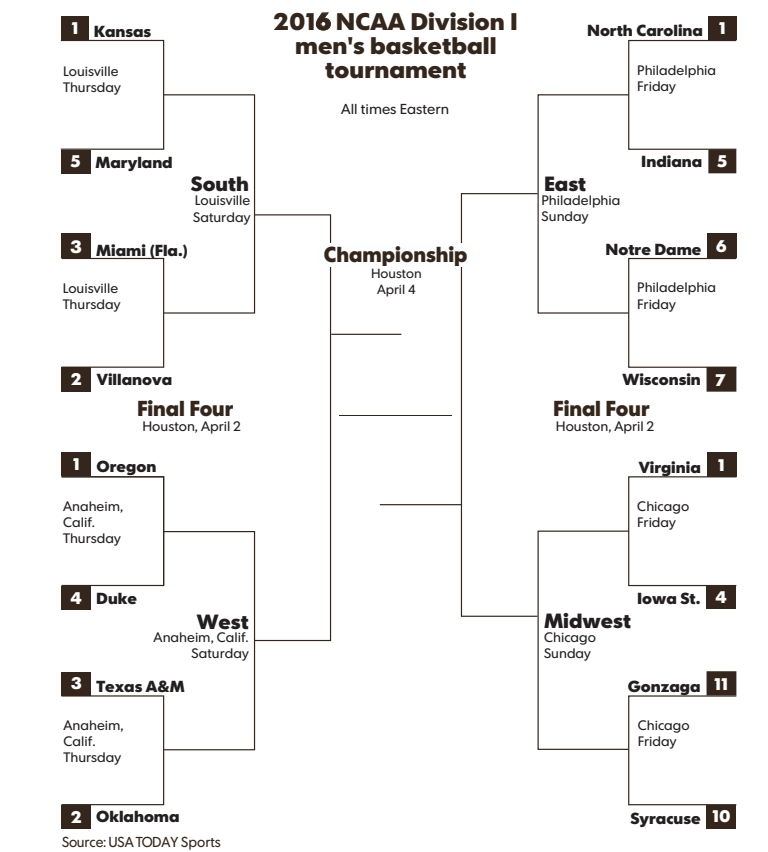 2016 NCAA Division I
men's basketball
tournament
All times Eastern
1 Kansas
Louisville
Thursday
5 Maryland
South
Louisville
Saturday
3 Miami (Fla.)
Louisville
Thursday
2 Villanova
Final Four
Houston, April 2
1 Oregon
Anaheim,
Calif.
Thursday
4 Duke
West
Anaheim, Calif.
Saturday
3 Texas A&M
Anaheim,
Calif.
Thursday
2 Oklahoma
Championship
Houston
April 4
North Carolina 1
Philadelphia
Friday
Indiana 5
East
Philadelphia
Sunday
Notre Dame 6
Philadelphia
Friday
Wisconsin 7
Final Four
Houston, April 2
Virginia 1
Chicago
Friday
Iowa St. 4
Midwest
Chicago
Sunday
Gonzaga 11
Chicago
Friday
Syracuse 10
Source: USA TODAY Sports